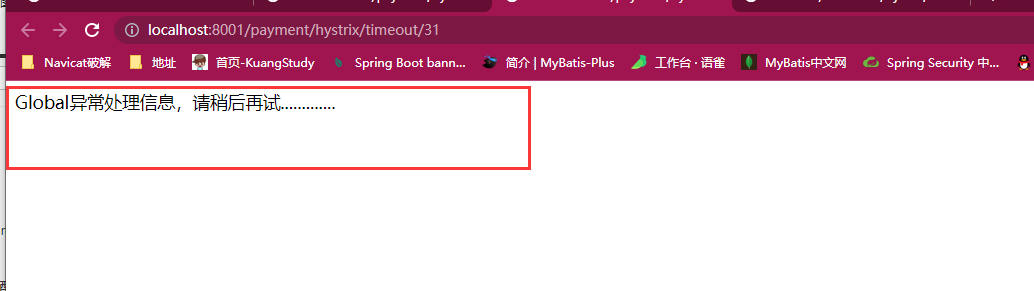 localhost:8001/payment/hystrix/timeout/31
Navicat破解 地址 首页-KuangStudy Spring Boot bann... 简介 | MyBatis-Plus 工作台 · 语雀 MyBatis中文网 Spring Security 中...
Global异常处理信息，请稍后再试.............